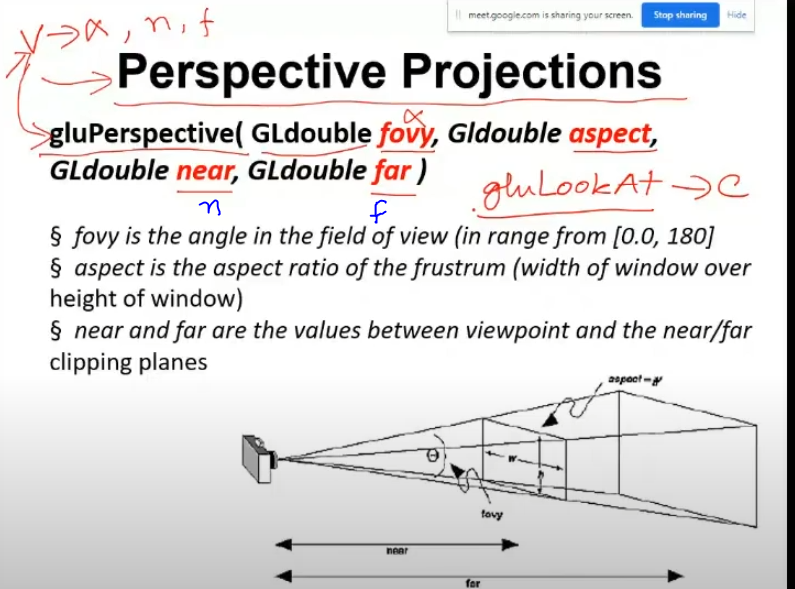 meet.google.com is sharing your screen. Stop sharing Hide
V → α, n, f
→ Perspective Projections
α
gluPerspective( GLdouble fovy, Gldouble aspect,
GLdouble near, GLdouble far )
n f
gluLookAt → C
§ fovy is the angle in the field of view (in range from [0.0, 180]
§ aspect is the aspect ratio of the frustrum (width of window over
height of window)
§ near and far are the values between viewpoint and the near/far
clipping planes
aspect =
θ
w
h
fovy
near
far